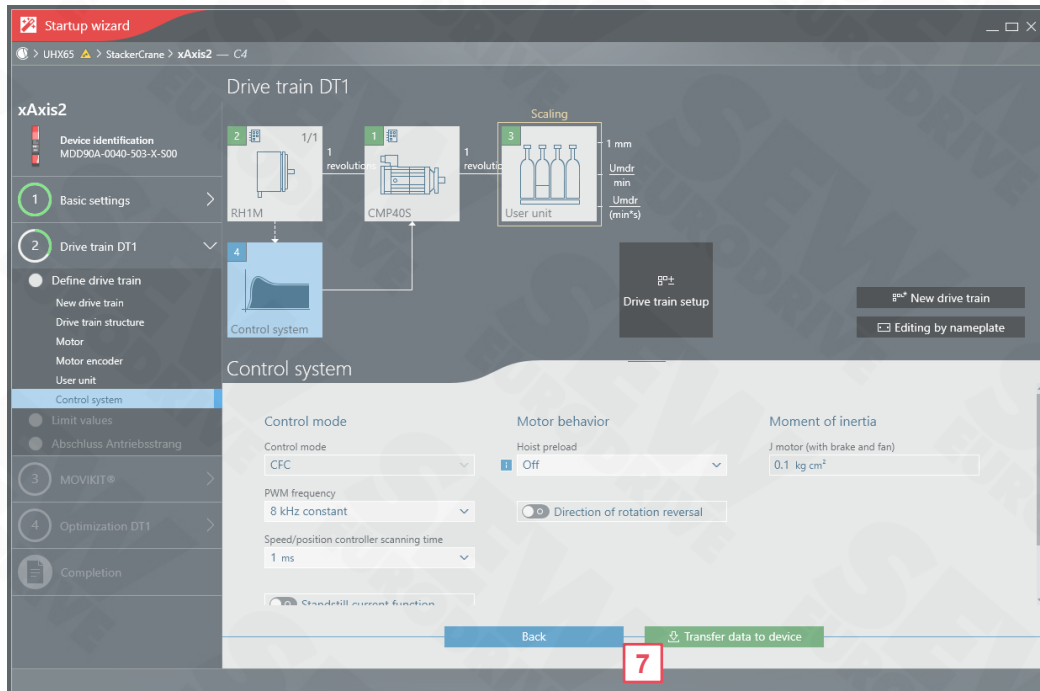 Startup wizard
> UHX65 > StackerCrane > xAxis2 — C4
xAxis2
Device identification
MDD90A-0040-503-X-S00
1 Basic settings
2 Drive train DT1
Define drive train
New drive train
Drive train structure
Motor
Motor encoder
User unit
Control system
Limit values
Abschluss Antriebsstrang
3 MOVIKIT®
4 Optimization DT1
Completion
Drive train DT1
Scaling
2 1/1
RH1M
1
revolutions
1
CMP40S
1
revolutio
3
User unit
1 mm
Umdr
min
Umdr
(min*s)
4
Control system
Drive train setup
New drive train
Editing by nameplate
Control system
Control mode
Control mode
CFC
PWM frequency
8 kHz constant
Speed/position controller scanning time
1 ms
Standstill current function
Motor behavior
Hoist preload
Off
Direction of rotation reversal
Moment of inertia
J motor (with brake and fan)
0.1 kg cm²
Back
Transfer data to device
7